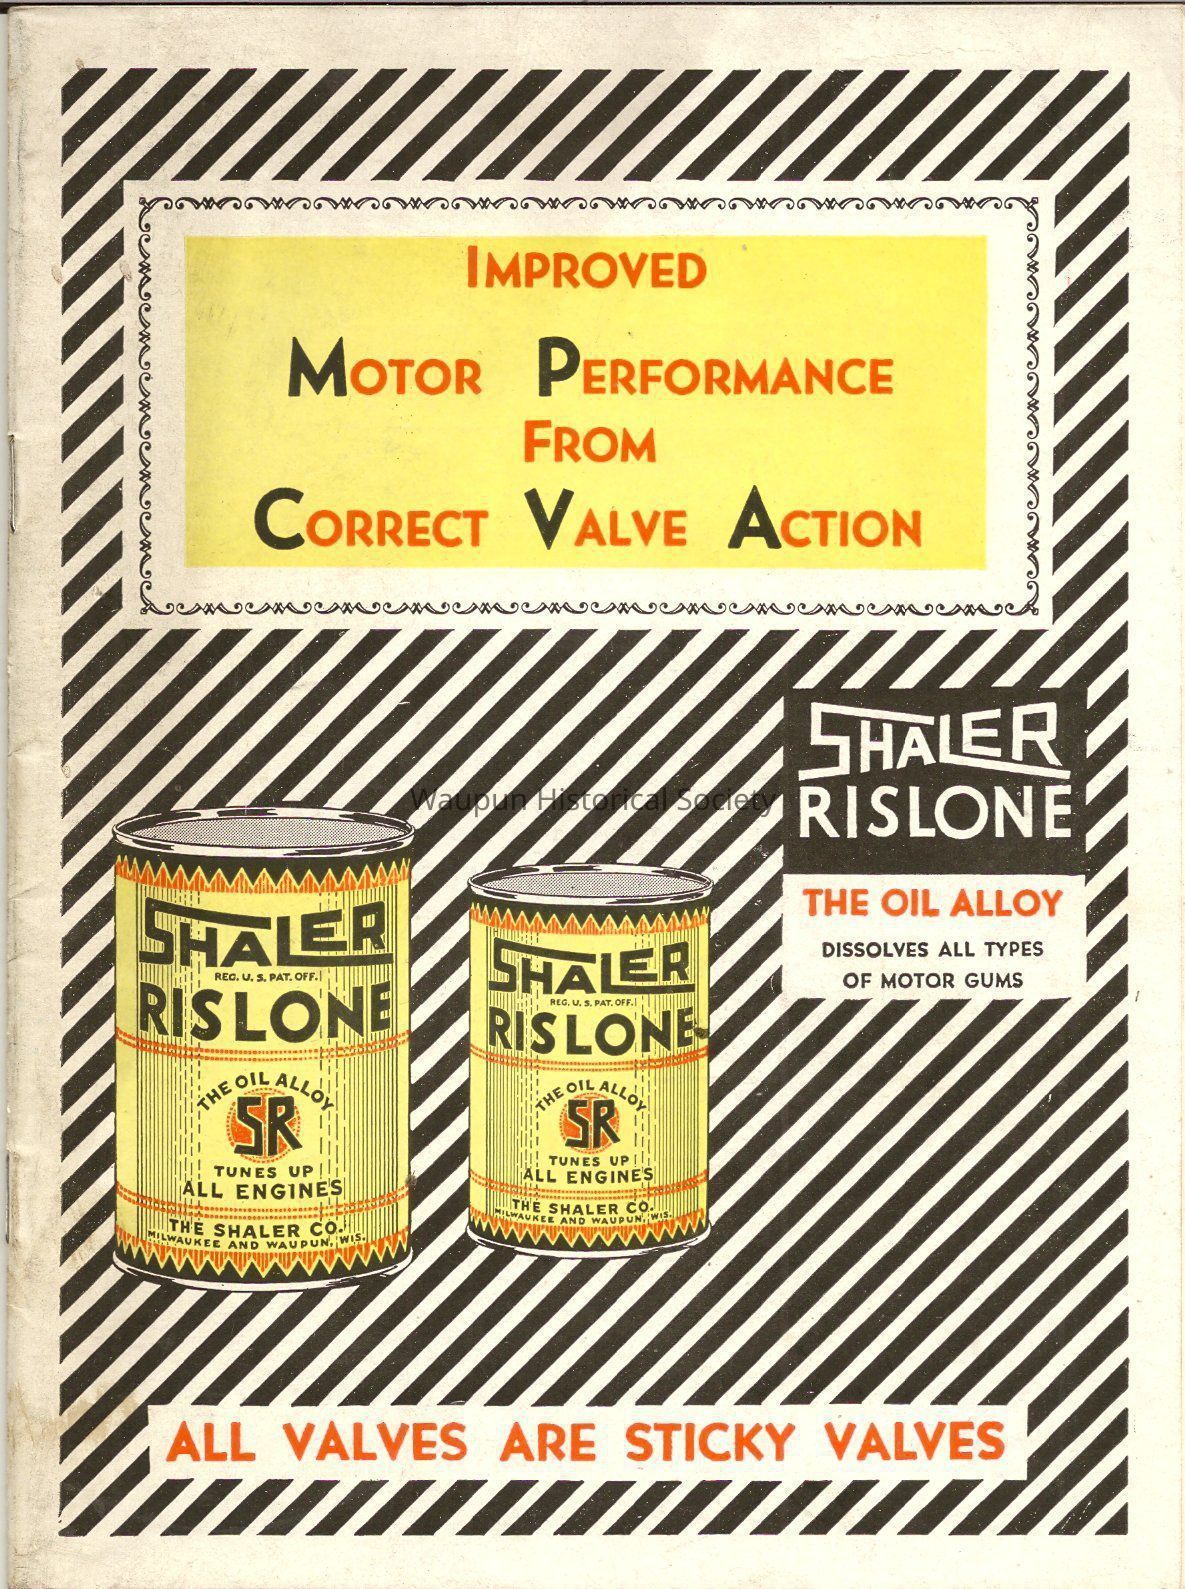 IMPROVED
MOTOR PERFORMANCE
FROM
CORRECT VALVE ACTION
SHALER
RISLONE
THE OIL ALLOY
DISSOLVES ALL TYPES
OF MOTOR GUMS
Waupun Historical Society
SHALER
REG. U. S. PAT. OFF.
RISLONE
THE OIL ALLOY
SR
TUNES UP
ALL ENGINES
THE SHALER CO.
MILWAUKEE AND WAUPUN, WIS.
SHALER
REG. U. S. PAT. OFF.
RISLONE
THE OIL ALLOY
SR
TUNES UP
ALL ENGINES
THE SHALER CO.
MILWAUKEE AND WAUPUN, WIS.
ALL VALVES ARE STICKY VALVES